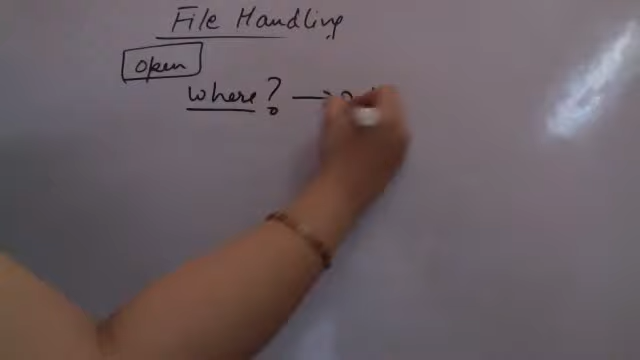 File Handling
open
where? →